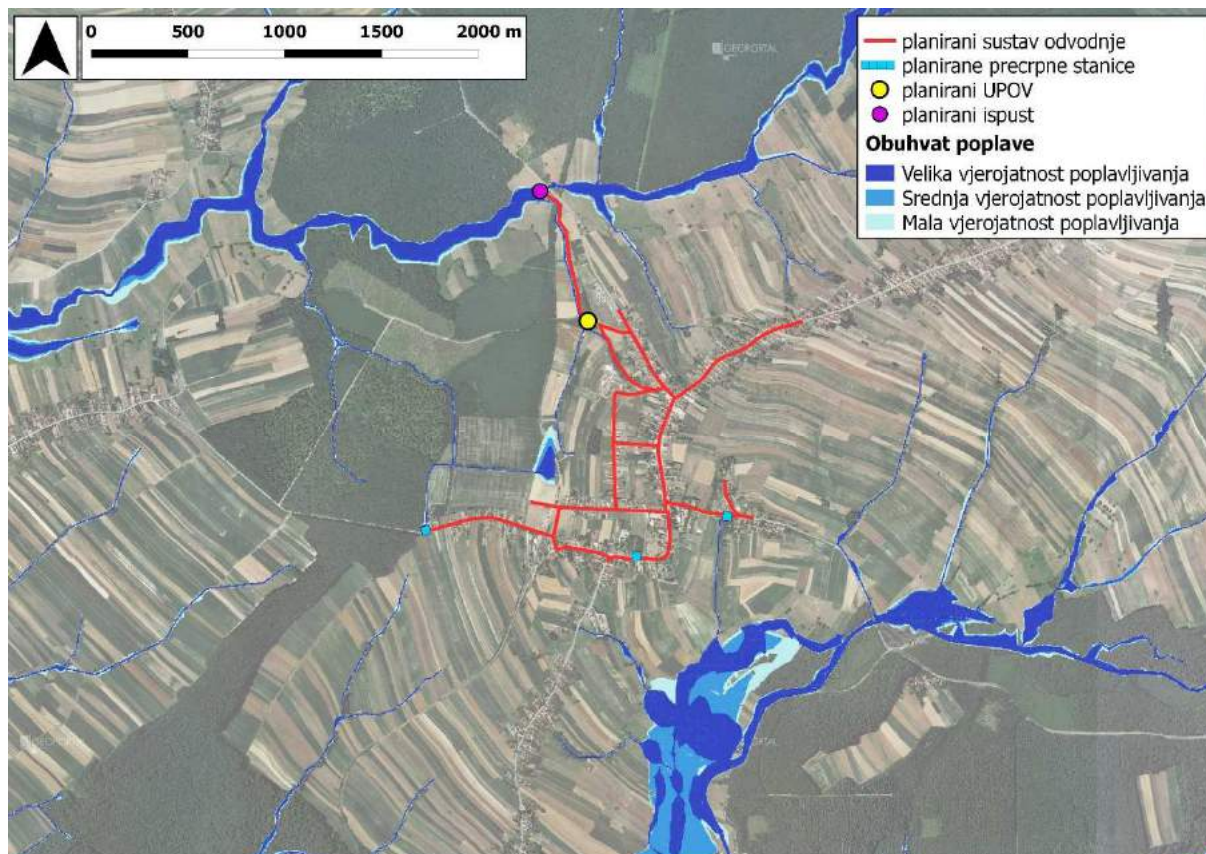 0 500 1000 1500 2000 m
planirani sustav odvodnje
planirane precrpne stanice
planirani UPOV
planirani ispust
Obuhvat poplave
Velika vjerojatnost poplavljivanja
Srednja vjerojatnost poplavljivanja
Mala vjerojatnost poplavljivanja
GEOPORTAL